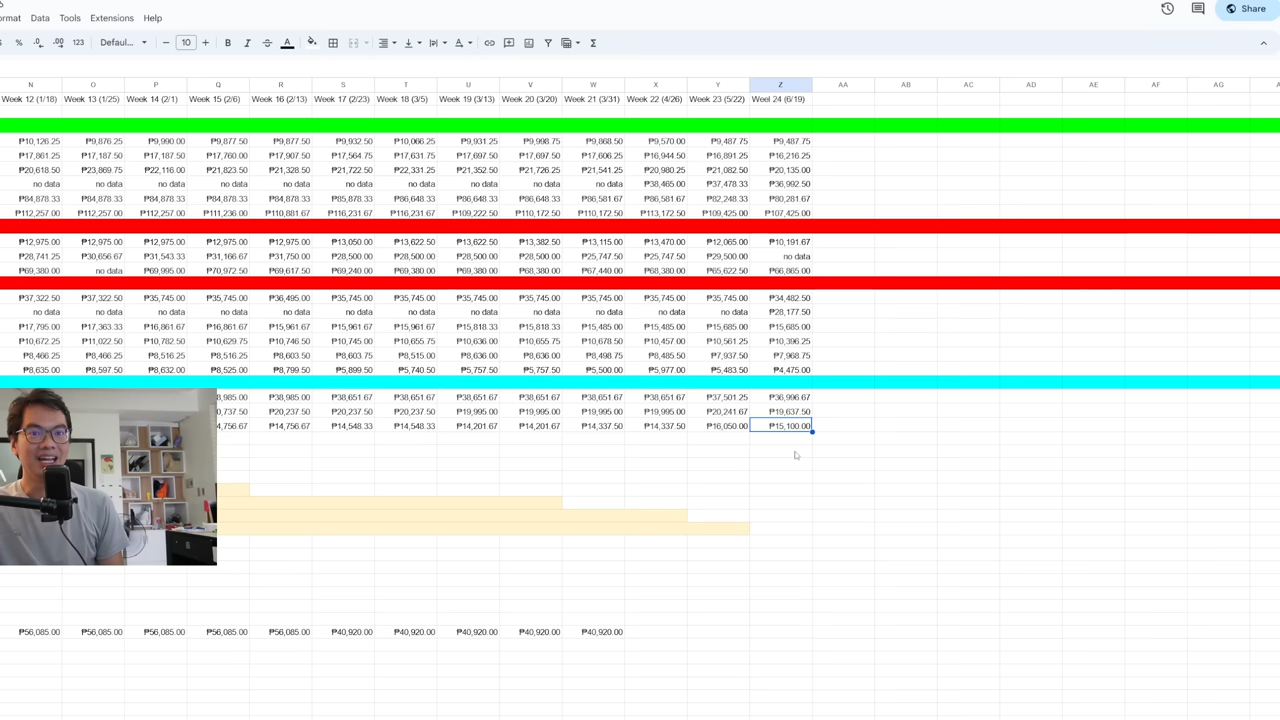 ormat Data Tools Extensions Help Share
% .0 .00 123 Defaul... − 10 + B I A Σ
N O P Q R S T U V W X Y Z AA AB AC AD AE AF AG
Week 12 (1/18) Week 13 (1/25) Week 14 (2/1) Week 15 (2/6) Week 16 (2/13) Week 17 (2/23) Week 18 (3/5) Week 19 (3/13) Week 20 (3/20) Week 21 (3/31) Week 22 (4/26) Week 23 (5/22) Weel 24 (6/19)
₱10,126.25 ₱9,876.25 ₱9,990.00 ₱9,877.50 ₱9,877.50 ₱9,932.50 ₱10,066.25 ₱9,931.25 ₱9,998.75 ₱9,868.50 ₱9,570.00 ₱9,487.75 ₱9,487.75
₱17,861.25 ₱17,187.50 ₱17,187.50 ₱17,760.00 ₱17,907.50 ₱17,564.75 ₱17,631.75 ₱17,697.50 ₱17,697.50 ₱17,606.25 ₱16,944.50 ₱16,891.25 ₱16,216.25
₱20,618.50 ₱23,869.75 ₱22,116.00 ₱21,823.50 ₱21,328.50 ₱21,722.50 ₱22,331.25 ₱21,352.50 ₱21,726.25 ₱21,541.25 ₱20,980.25 ₱21,082.50 ₱20,135.00
no data no data no data no data no data no data no data no data no data no data ₱38,465.00 ₱37,478.33 ₱36,992.50
₱84,878.33 ₱84,878.33 ₱84,878.33 ₱84,878.33 ₱84,878.33 ₱85,878.33 ₱86,648.33 ₱86,648.33 ₱86,648.33 ₱86,581.67 ₱86,581.67 ₱82,248.33 ₱80,281.67
₱112,257.00 ₱112,257.00 ₱112,257.00 ₱111,236.00 ₱110,881.67 ₱116,231.67 ₱116,231.67 ₱109,222.50 ₱110,172.50 ₱110,172.50 ₱113,172.50 ₱109,425.00 ₱107,425.00
₱12,975.00 ₱12,975.00 ₱12,975.00 ₱12,975.00 ₱12,975.00 ₱13,050.00 ₱13,622.50 ₱13,622.50 ₱13,382.50 ₱13,115.00 ₱13,470.00 ₱12,065.00 ₱10,191.67
₱28,741.25 ₱30,656.67 ₱31,543.33 ₱31,166.67 ₱31,750.00 ₱28,500.00 ₱28,500.00 ₱28,500.00 ₱28,500.00 ₱25,747.50 ₱25,747.50 ₱29,500.00 no data
₱69,380.00 no data ₱69,995.00 ₱70,972.50 ₱69,617.50 ₱69,240.00 ₱69,380.00 ₱69,380.00 ₱68,380.00 ₱67,440.00 ₱68,380.00 ₱65,622.50 ₱66,865.00
₱37,322.50 ₱37,322.50 ₱35,745.00 ₱35,745.00 ₱36,495.00 ₱35,745.00 ₱35,745.00 ₱35,745.00 ₱35,745.00 ₱35,745.00 ₱35,745.00 ₱35,745.00 ₱34,482.50
no data no data no data no data no data no data no data no data no data no data no data no data ₱28,177.50
₱17,795.00 ₱17,363.33 ₱16,861.67 ₱16,861.67 ₱15,961.67 ₱15,961.67 ₱15,961.67 ₱15,818.33 ₱15,818.33 ₱15,485.00 ₱15,485.00 ₱15,685.00 ₱15,685.00
₱10,672.25 ₱11,022.50 ₱10,782.50 ₱10,629.75 ₱10,746.50 ₱10,745.00 ₱10,655.75 ₱10,636.00 ₱10,655.75 ₱10,678.50 ₱10,457.00 ₱10,561.25 ₱10,396.25
₱8,466.25 ₱8,466.25 ₱8,516.25 ₱8,516.25 ₱8,603.50 ₱8,603.75 ₱8,515.00 ₱8,636.00 ₱8,636.00 ₱8,498.75 ₱8,485.50 ₱7,937.50 ₱7,968.75
₱8,635.00 ₱8,597.50 ₱8,632.00 ₱8,525.00 ₱8,799.50 ₱5,899.50 ₱5,740.50 ₱5,757.50 ₱5,757.50 ₱5,500.00 ₱5,977.00 ₱5,483.50 ₱4,475.00
8,985.00 ₱38,985.00 ₱38,651.67 ₱38,651.67 ₱38,651.67 ₱38,651.67 ₱38,651.67 ₱38,651.67 ₱37,501.25 ₱36,996.67
0,737.50 ₱20,237.50 ₱20,237.50 ₱20,237.50 ₱19,995.00 ₱19,995.00 ₱19,995.00 ₱19,995.00 ₱20,241.67 ₱19,637.50
4,756.67 ₱14,756.67 ₱14,548.33 ₱14,548.33 ₱14,201.67 ₱14,201.67 ₱14,337.50 ₱14,337.50 ₱16,050.00 ₱15,100.00
₱56,085.00 ₱56,085.00 ₱56,085.00 ₱56,085.00 ₱56,085.00 ₱40,920.00 ₱40,920.00 ₱40,920.00 ₱40,920.00 ₱40,920.00